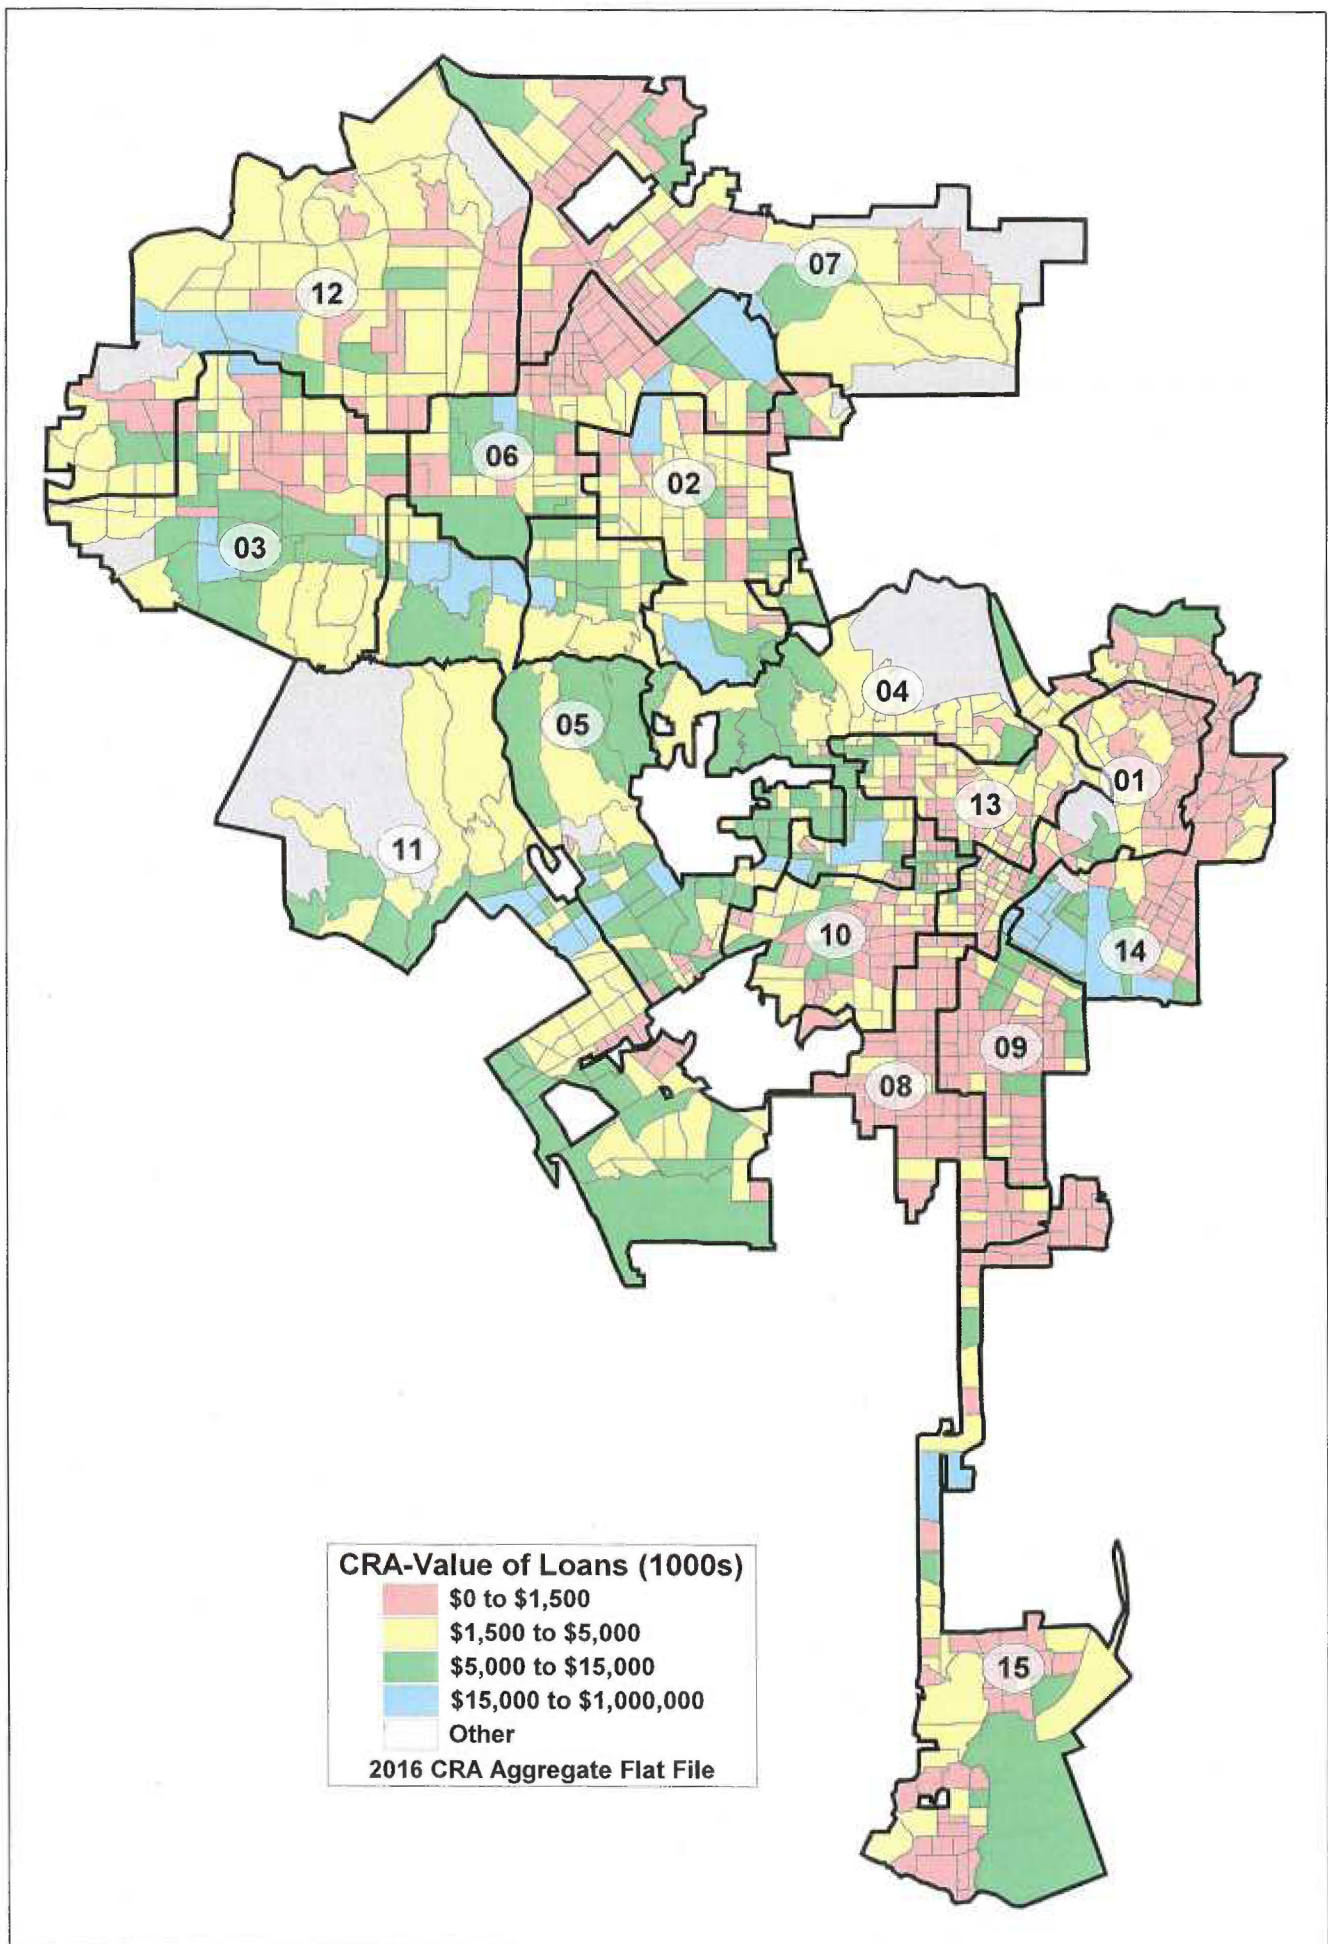 12
07
06
02
03
04
05
01
13
11
10
14
09
08
CRA-Value of Loans (1000s)
$0 to $1,500
$1,500 to $5,000
$5,000 to $15,000
$15,000 to $1,000,000
Other
2016 CRA Aggregate Flat File
15